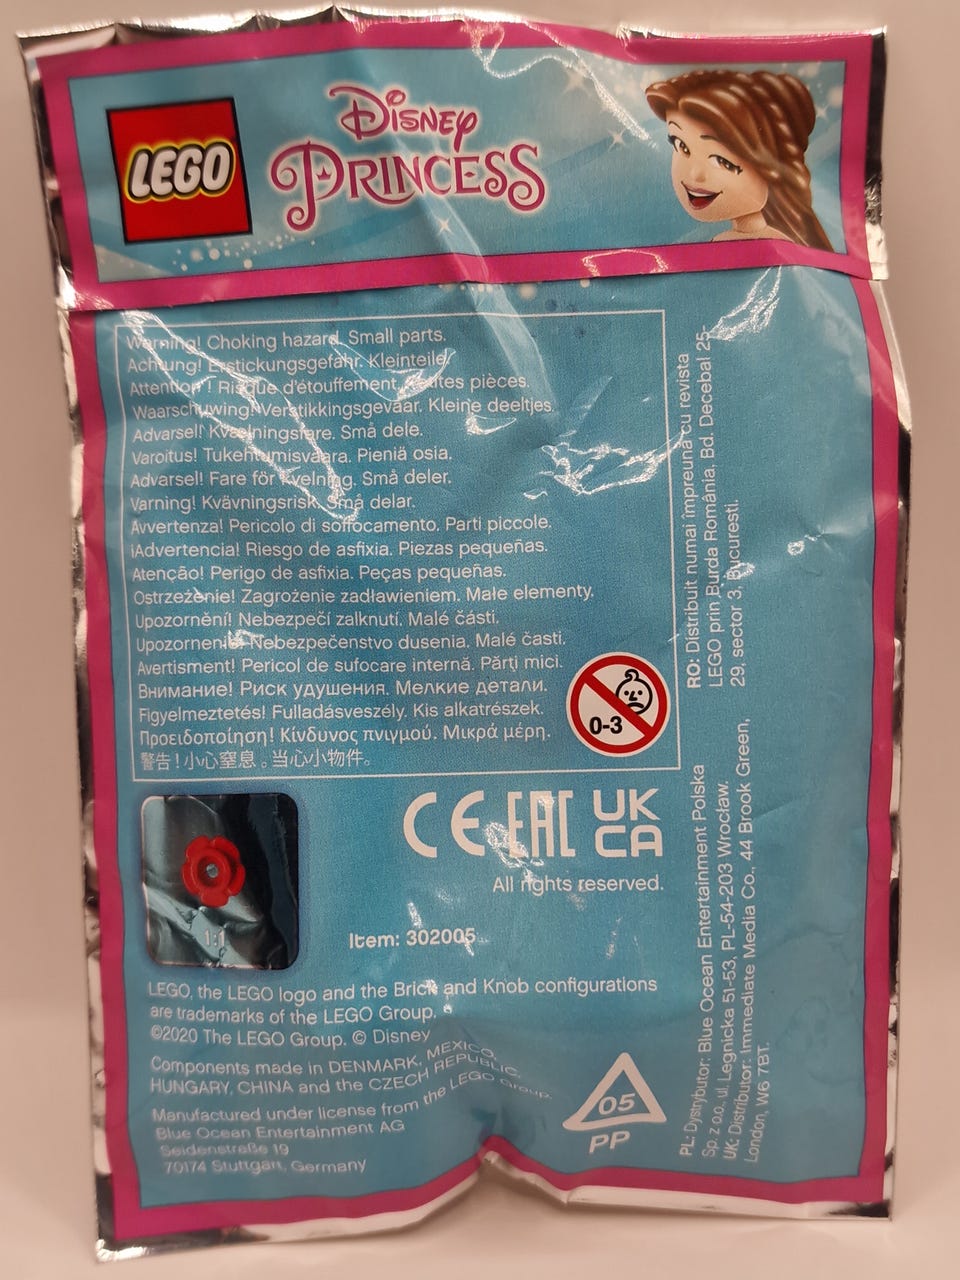 LEGO
Disney
PRINCESS
Warning! Choking hazard. Small parts.
Achtung! Erstickungsgefahr. Kleinteile!
Attention ! Risque d'étouffement. Petites pièces.
Waarschuwing! Verstikkingsgevaar. Kleine deeltjes.
Advarsel! Kvælningsfare. Små dele.
Varoitus! Tukehtumisvaara. Pieniä osia.
Advarsel! Fare for kvelning. Små deler.
Varning! Kvävningsrisk. Små delar.
Avvertenza! Pericolo di soffocamento. Parti piccole.
¡Advertencia! Riesgo de asfixia. Piezas pequeñas.
Atenção! Perigo de asfixia. Peças pequenas.
Ostrzeżenie! Zagrożenie zadławieniem. Małe elementy.
Upozornění! Nebezpečí zalknutí. Malé části.
Upozornenie! Nebezpečenstvo dusenia. Malé časti.
Avertisment! Pericol de sufocare internă. Părți mici.
Внимание! Риск удушения. Мелкие детали.
Figyelmeztetés! Fulladásveszély. Kis alkatrészek.
Προειδοποίηση! Κίνδυνος πνιγμού. Μικρά μέρη.
警告!小心窒息。当心小物件。
0-3
RO: Distribuit numai împreună cu revista
LEGO prin Burda România. Bd. Decebal 25-
29, sector 3, București.
CE EAC UK
CA
All rights reserved.
1:1
Item: 302005
LEGO, the LEGO logo and the Brick and Knob configurations
are trademarks of the LEGO Group.
©2020 The LEGO Group. © Disney
Components made in DENMARK, MEXICO,
HUNGARY, CHINA and the CZECH REPUBLIC.
Manufactured under license from the LEGO Group.
Blue Ocean Entertainment AG
Seidenstraße 19
70174 Stuttgart, Germany
05
PP
PL: Dystrybutor: Blue Ocean Entertainment Polska
Sp. z o.o., ul. Legnicka 51-53, PL-54-203 Wrocław.
UK: Distributor: Immediate Media Co., 44 Brook Green,
London, W6 7BT.